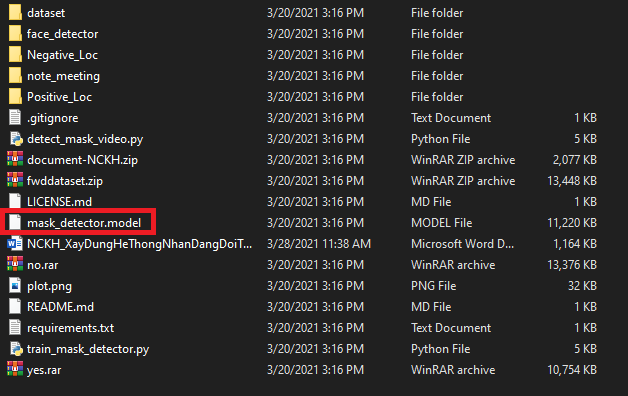 dataset 3/20/2021 3:16 PM File folder
face_detector 3/20/2021 3:16 PM File folder
Negative_Loc 3/20/2021 3:16 PM File folder
note_meeting 3/20/2021 3:16 PM File folder
Positive_Loc 3/20/2021 3:16 PM File folder
.gitignore 3/20/2021 3:16 PM Text Document 1 KB
detect_mask_video.py 3/20/2021 3:16 PM Python File 5 KB
document-NCKH.zip 3/20/2021 3:16 PM WinRAR ZIP archive 2,077 KB
fwddataset.zip 3/20/2021 3:16 PM WinRAR ZIP archive 13,448 KB
LICENSE.md 3/20/2021 3:16 PM MD File 1 KB
mask_detector.model 3/20/2021 3:16 PM MODEL File 11,220 KB
NCKH_XayDungHeThongNhanDangDoiT... 3/28/2021 11:38 AM Microsoft Word D... 1,164 KB
no.rar 3/20/2021 3:16 PM WinRAR archive 13,376 KB
plot.png 3/20/2021 3:16 PM PNG File 32 KB
README.md 3/20/2021 3:16 PM MD File 1 KB
requirements.txt 3/20/2021 3:16 PM Text Document 1 KB
train_mask_detector.py 3/20/2021 3:16 PM Python File 5 KB
yes.rar 3/20/2021 3:16 PM WinRAR archive 10,754 KB